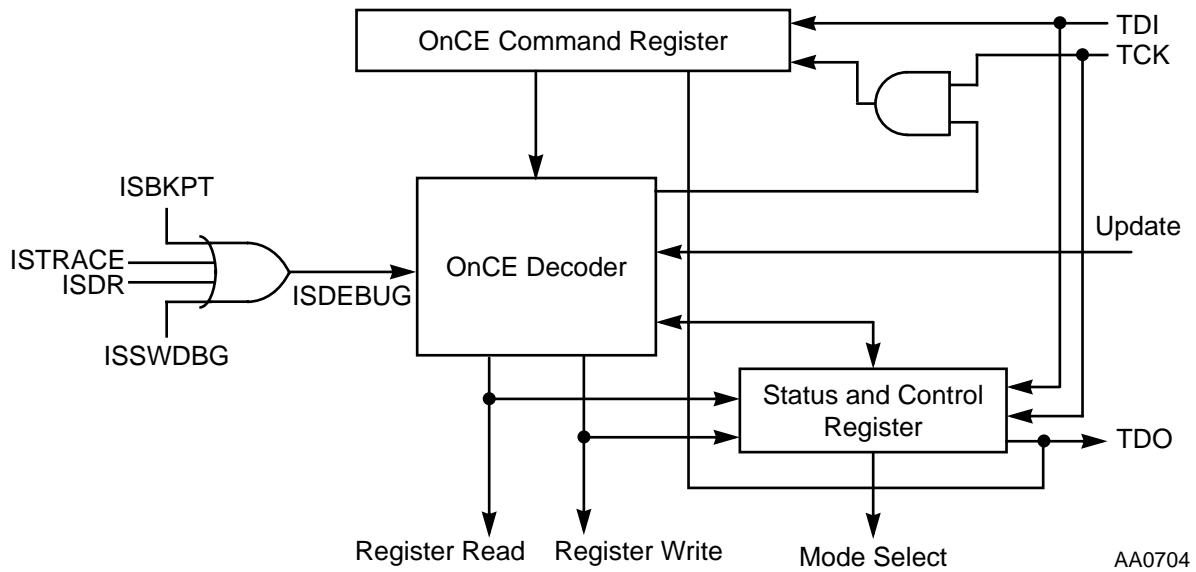 OnCE Command Register
TDI
TCK
ISBKPT
ISTRACE
ISDR
ISSWDBG
ISDEBUG
OnCE Decoder
Update
Status and Control
Register
TDO
Register Read
Register Write
Mode Select
AA0704